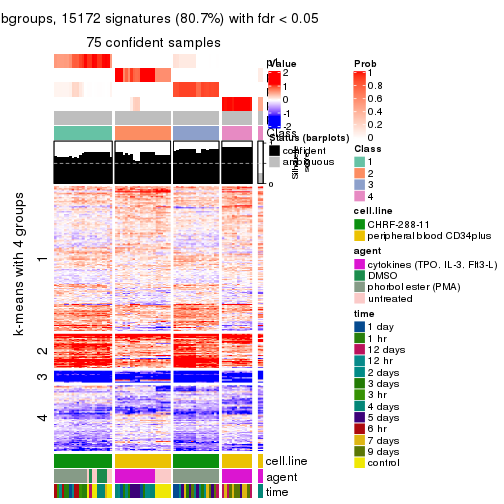 bgroups, 15172 signatures (80.7%) with fdr < 0.05
75 confident samples
k-means with 4 groups
1
2
3
4
Value
2
1
0
-1
-2
Class
Status (barplots)
confident
ambiguous
Silhouette
score
0
cell.line
agent
time
Prob
1
0.8
0.6
0.4
0.2
0
Class
1
2
3
4
cell.line
CHRF-288-11
peripheral blood CD34plus
agent
cytokines (TPO, IL-3, Flt3-L)
DMSO
phorbol ester (PMA)
untreated
time
1 day
1 hr
12 days
12 hr
2 days
3 days
3 hr
4 days
5 days
6 hr
7 days
9 days
control